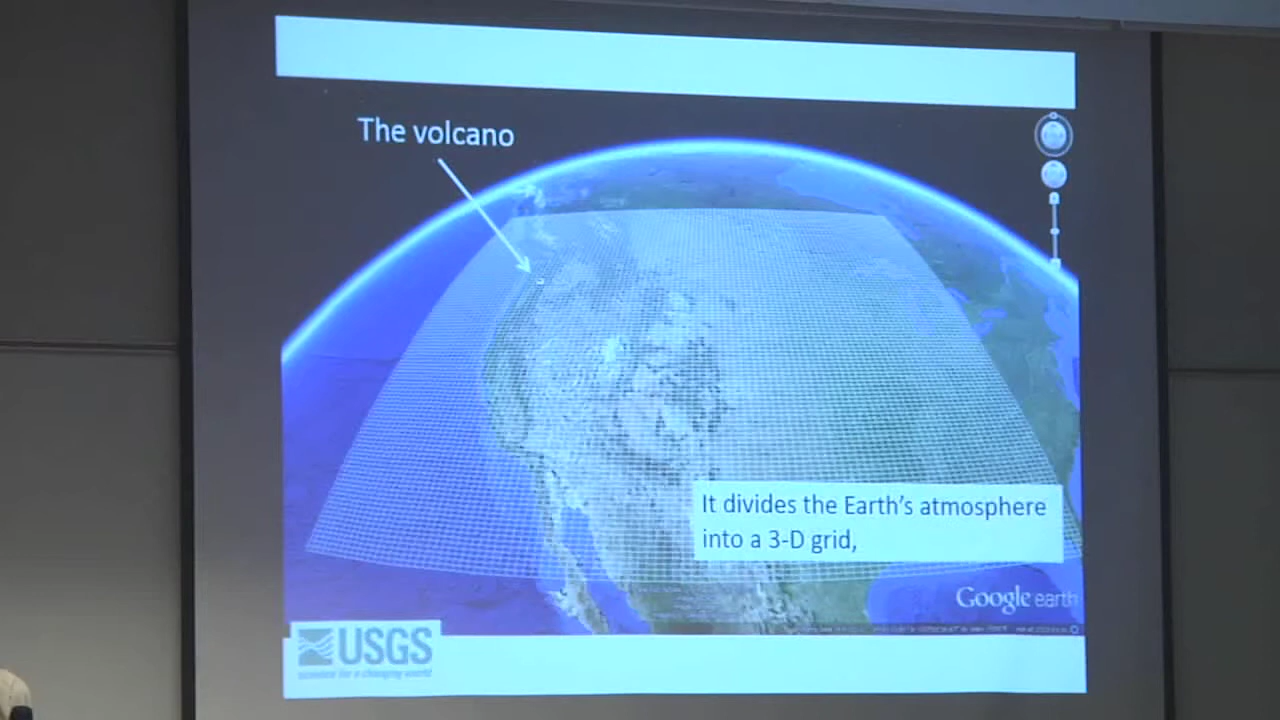 The volcano
It divides the Earth's atmosphere
into a 3-D grid,
Google earth
USGS
science for a changing world